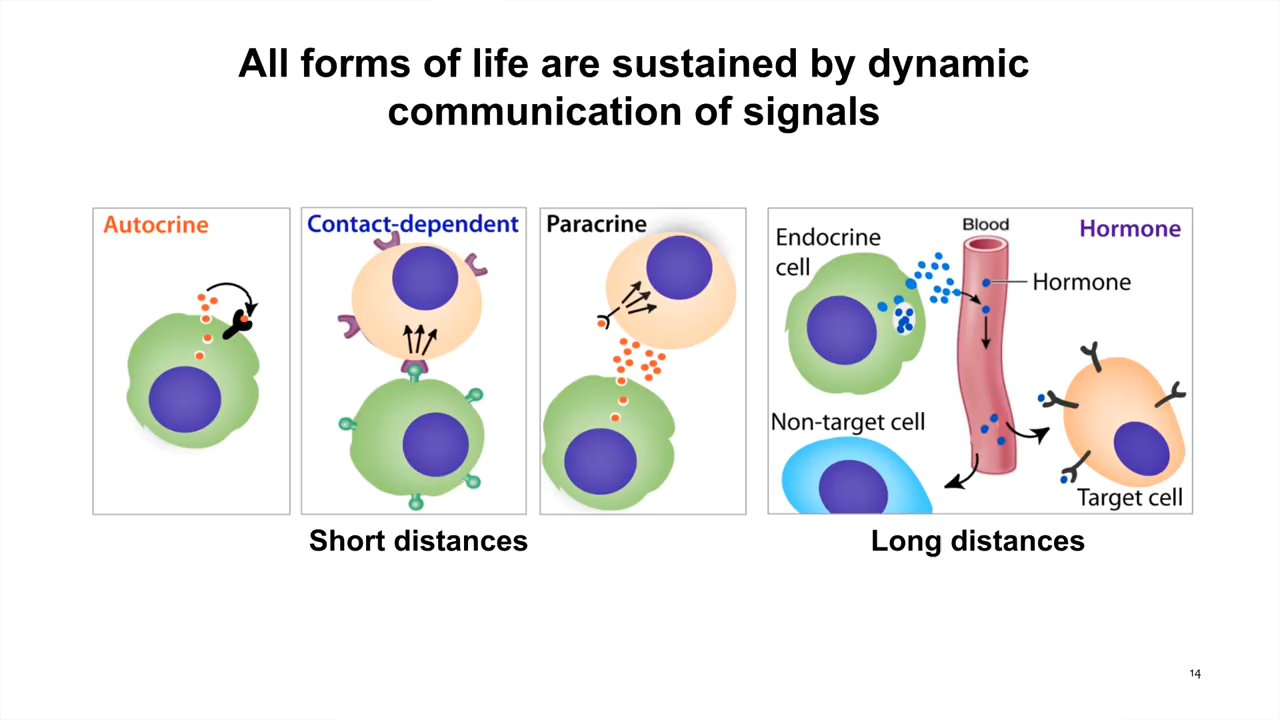 All forms of life are sustained by dynamic
communication of signals
Autocrine
Contact-dependent
Paracrine
Endocrine
cell
Blood
Hormone
Hormone
Non-target cell
Target cell
Short distances
Long distances
14